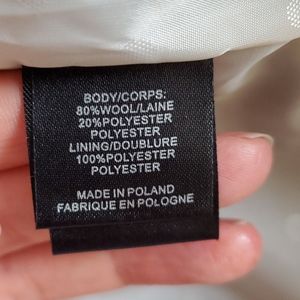 BODY/CORPS:
80%WOOL/LAINE
20%POLYESTER
POLYESTER
LINING/DOUBLURE
100%POLYESTER
POLYESTER
MADE IN POLAND
FABRIQUE EN POLOGNE